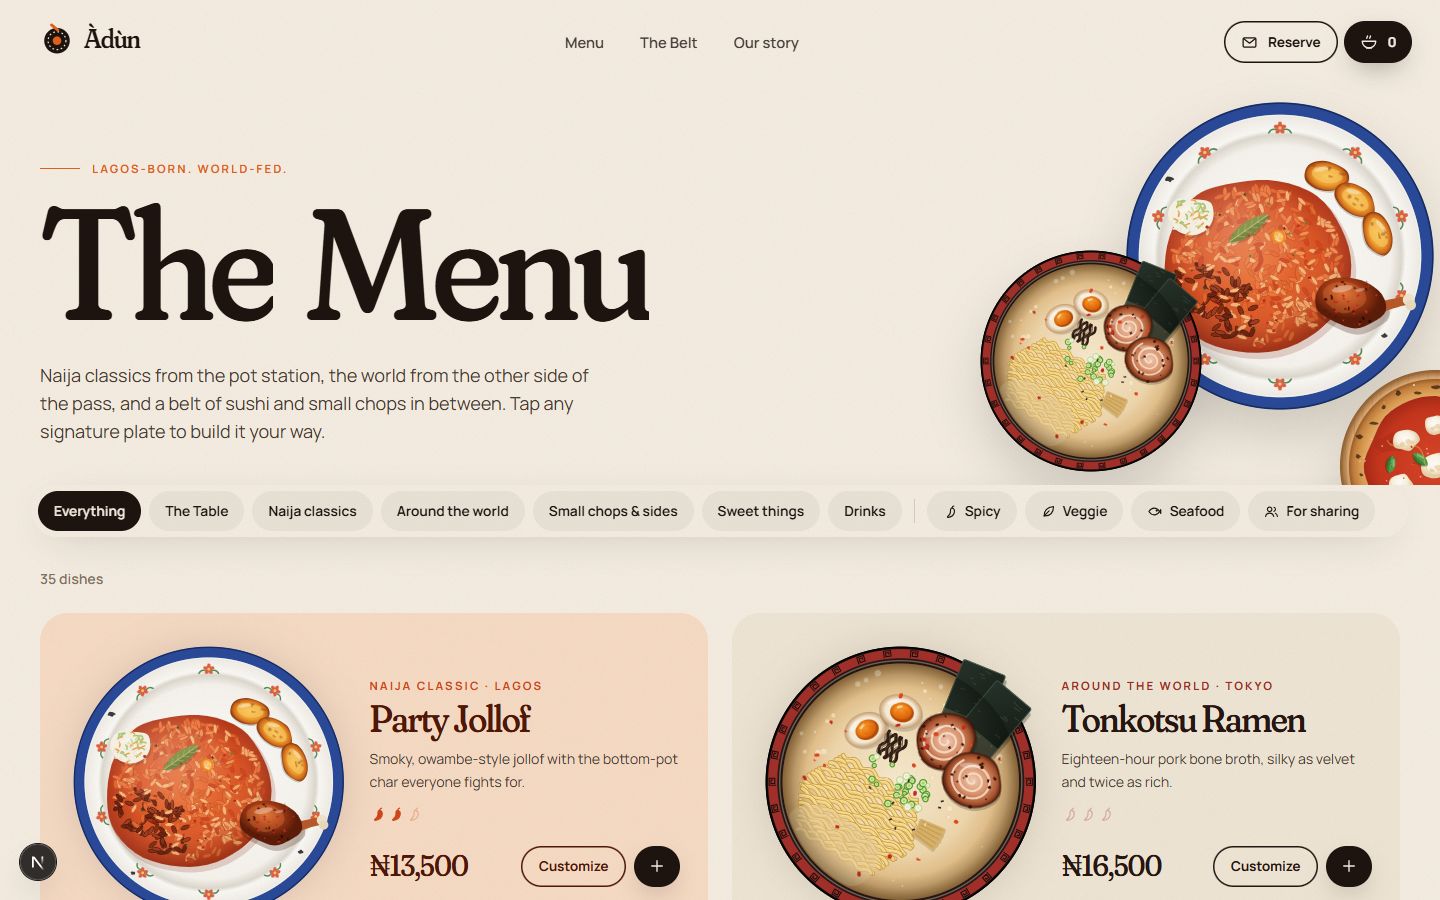 Àdùn
Menu
The Belt
Our story
Reserve
0
LAGOS-BORN. WORLD-FED.
The Menu
Naija classics from the pot station, the world from the other side of
the pass, and a belt of sushi and small chops in between. Tap any
signature plate to build it your way.
Everything
The Table
Naija classics
Around the world
Small chops & sides
Sweet things
Drinks
Spicy
Veggie
Seafood
For sharing
35 dishes
NAIJA CLASSIC · LAGOS
Party Jollof
Smoky, owambe-style jollof with the bottom-pot
char everyone fights for.
₦13,500
Customize
+
AROUND THE WORLD · TOKYO
Tonkotsu Ramen
Eighteen-hour pork bone broth, silky as velvet
and twice as rich.
₦16,500
Customize
+
N